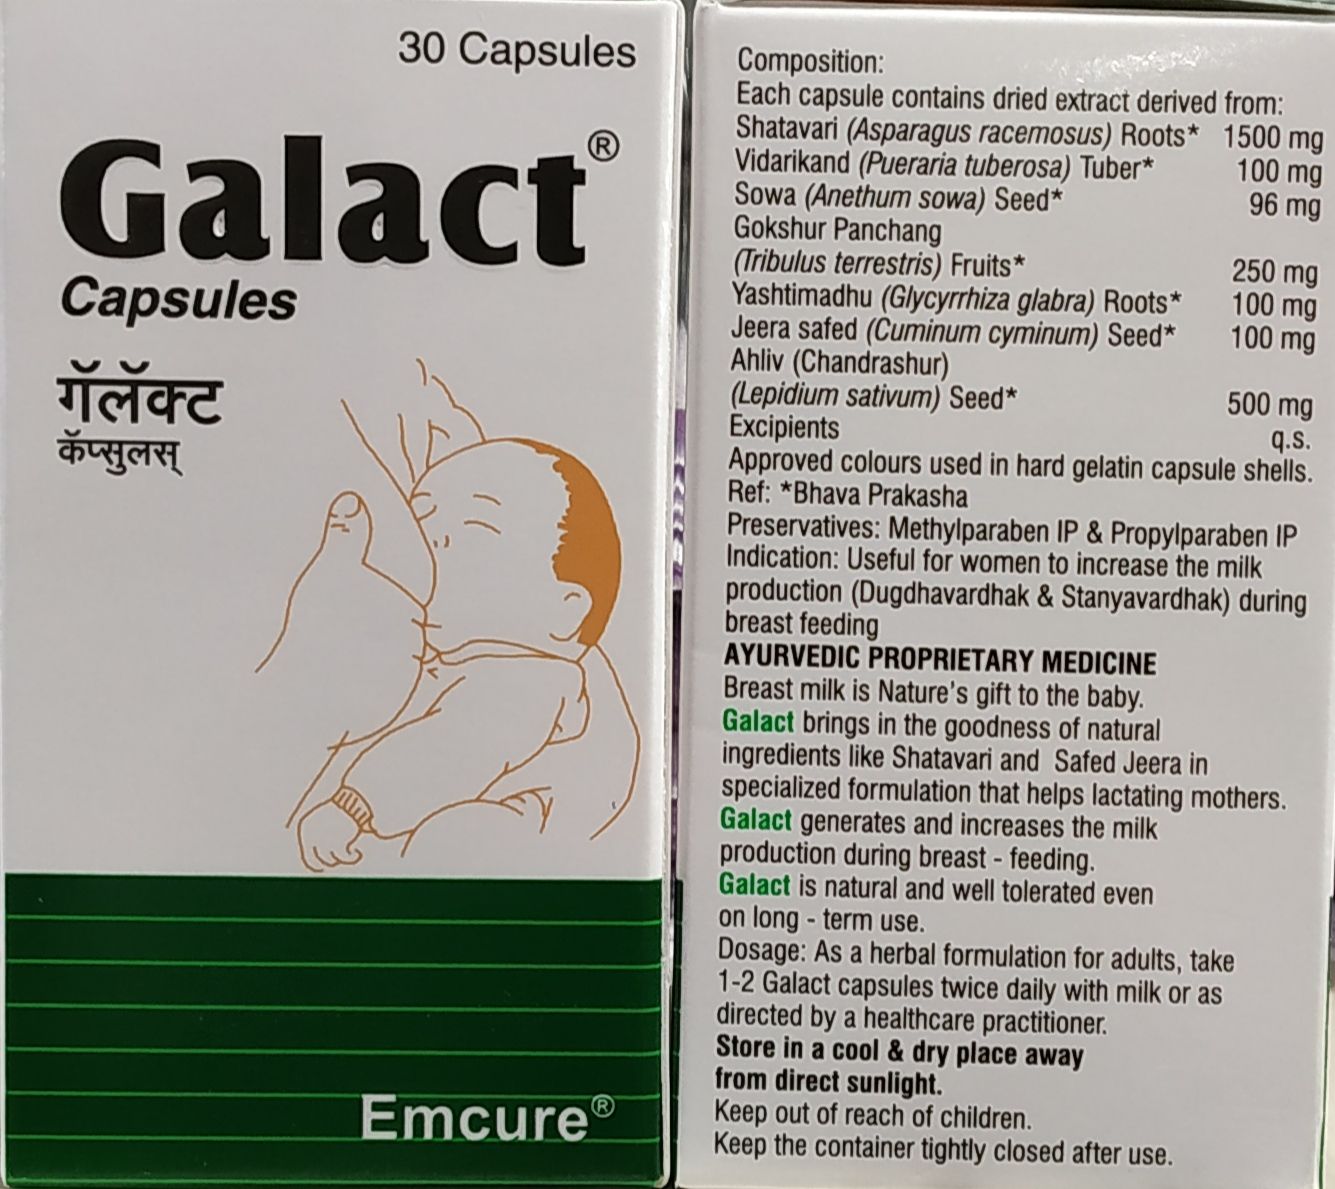 30 Capsules
Galact®
Capsules
गॅलॅक्ट
कॅप्सुलस्
Emcure®
Composition:
Each capsule contains dried extract derived from:
Shatavari (Asparagus racemosus) Roots* 1500 mg
Vidarikand (Pueraria tuberosa) Tuber* 100 mg
Sowa (Anethum sowa) Seed* 96 mg
Gokshur Panchang
(Tribulus terrestris) Fruits* 250 mg
Yashtimadhu (Glycyrrhiza glabra) Roots* 100 mg
Jeera safed (Cuminum cyminum) Seed* 100 mg
Ahliv (Chandrashur)
(Lepidium sativum) Seed* 500 mg
Excipients q.s.
Approved colours used in hard gelatin capsule shells.
Ref: *Bhava Prakasha
Preservatives: Methylparaben IP & Propylparaben IP
Indication: Useful for women to increase the milk
production (Dugdhavardhak & Stanyavardhak) during
breast feeding
AYURVEDIC PROPRIETARY MEDICINE
Breast milk is Nature's gift to the baby.
Galact brings in the goodness of natural
ingredients like Shatavari and Safed Jeera in
specialized formulation that helps lactating mothers.
Galact generates and increases the milk
production during breast - feeding.
Galact is natural and well tolerated even
on long - term use.
Dosage: As a herbal formulation for adults, take
1-2 Galact capsules twice daily with milk or as
directed by a healthcare practitioner.
Store in a cool & dry place away
from direct sunlight.
Keep out of reach of children.
Keep the container tightly closed after use.